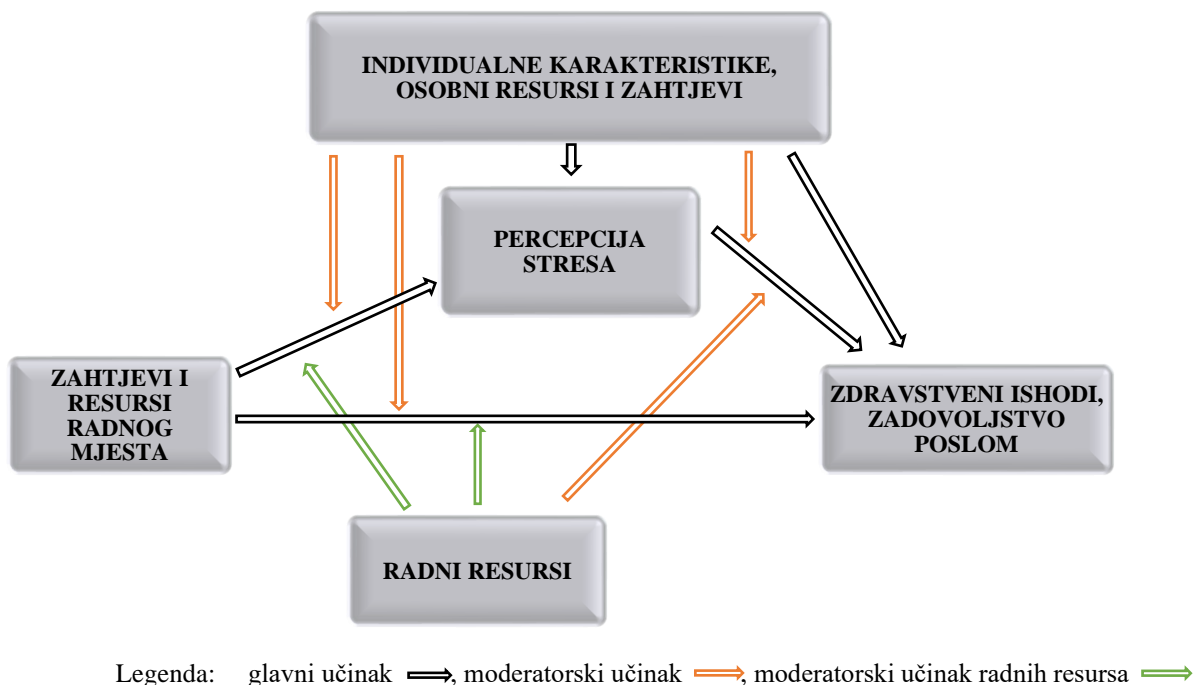 INDIVIDUALNE KARAKTERISTIKE,
OSOBNI RESURSI I ZAHTJEVI
PERCEPCIJA
STRESA
ZAHTJEVI I
RESURSI
RADNOG
MJESTA
ZDRAVSTVENI ISHODI,
ZADOVOLJSTVO
POSLOM
RADNI RESURSI
Legenda: glavni učinak , moderatorski učinak , moderatorski učinak radnih resursa